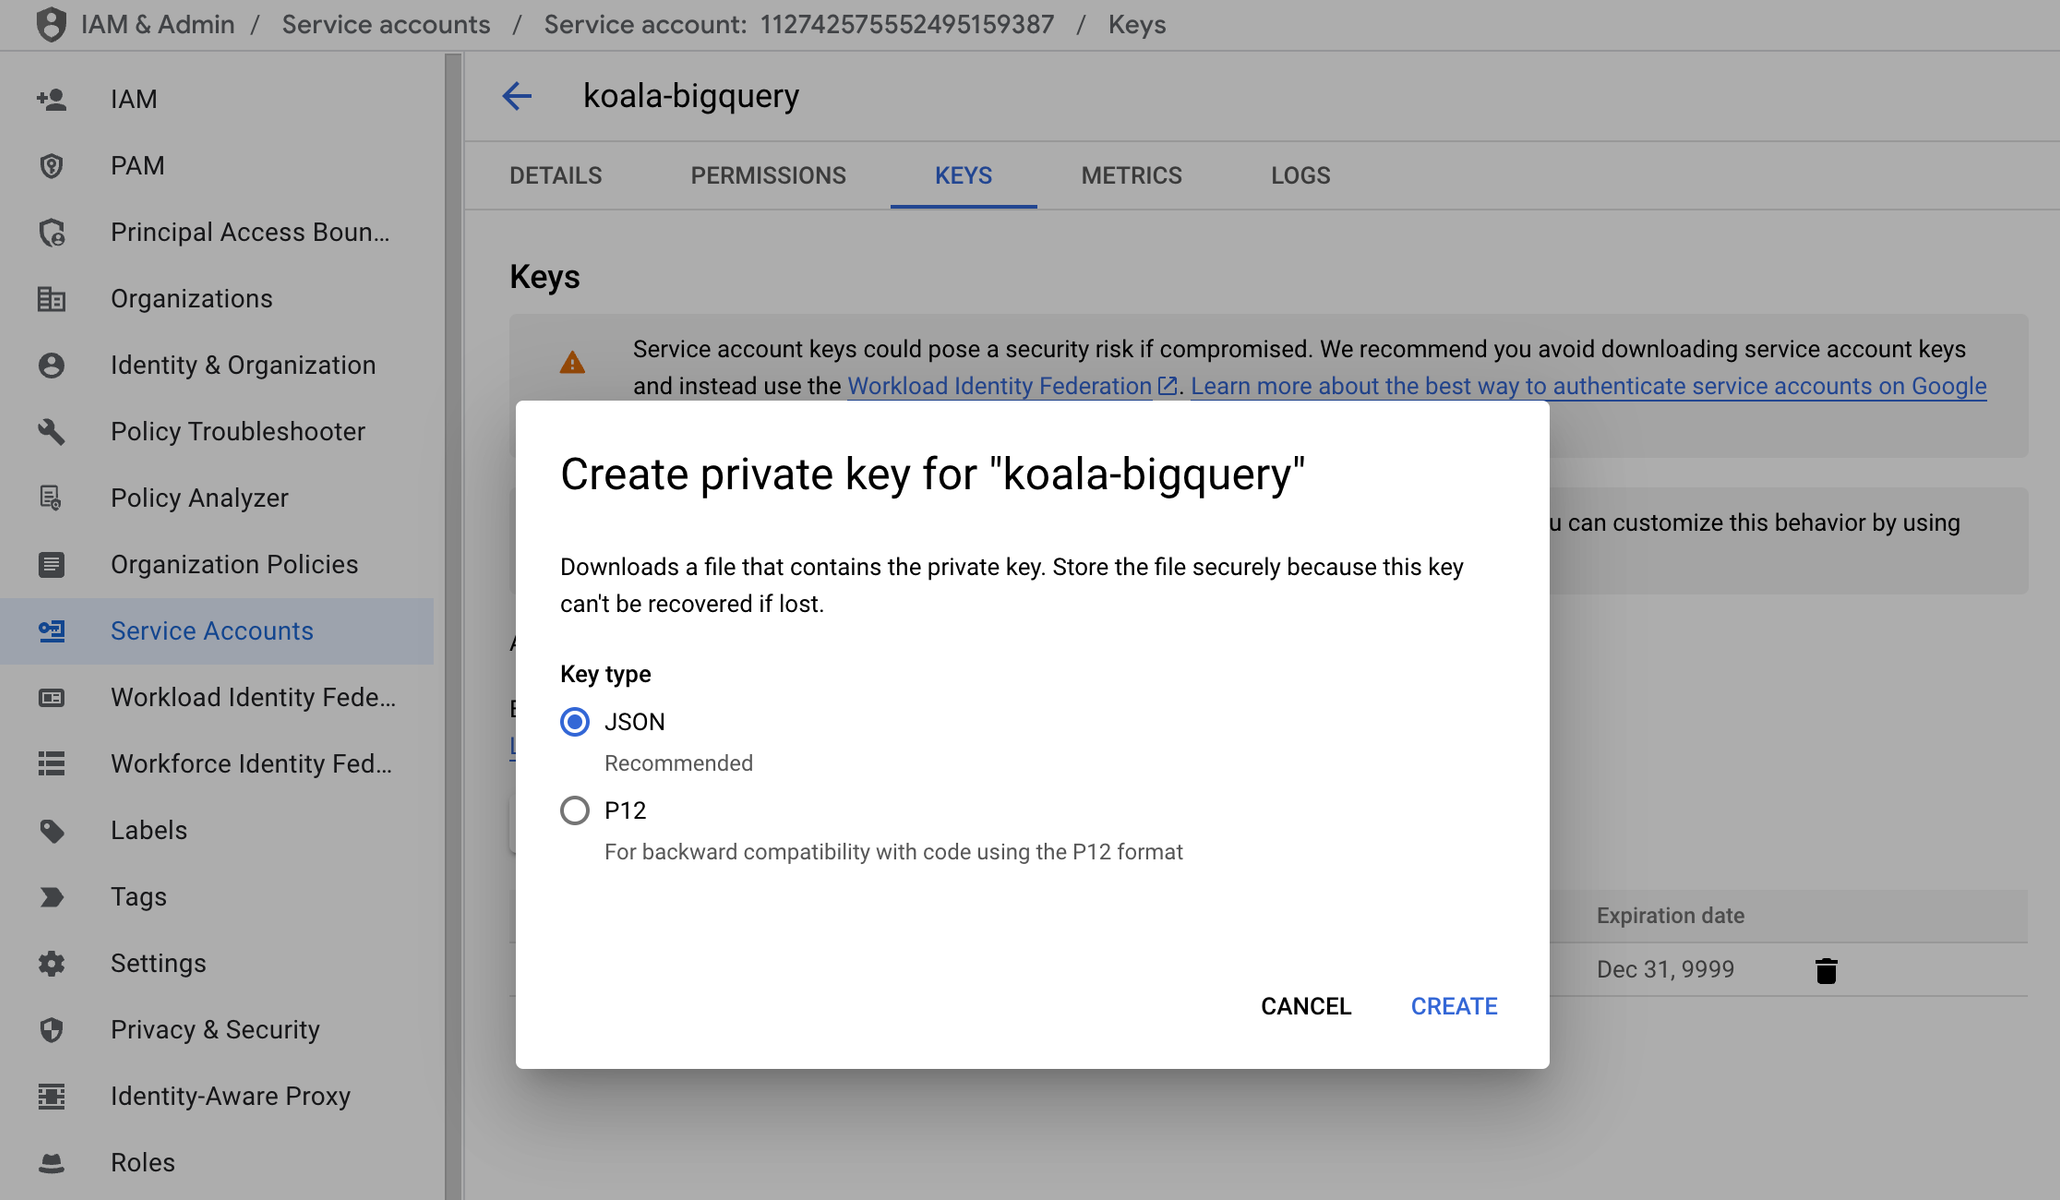 IAM & Admin / Service accounts / Service account: 112742575552495159387 / Keys
IAM
PAM
Principal Access Boun...
Organizations
Identity & Organization
Policy Troubleshooter
Policy Analyzer
Organization Policies
Service Accounts
Workload Identity Fede...
Workforce Identity Fed...
Labels
Tags
Settings
Privacy & Security
Identity-Aware Proxy
Roles
koala-bigquery
DETAILS PERMISSIONS KEYS METRICS LOGS
Keys
Service account keys could pose a security risk if compromised. We recommend you avoid downloading service account keys
and instead use the Workload Identity Federation. Learn more about the best way to authenticate service accounts on Google
can customize this behavior by using
Create private key for "koala-bigquery"
Downloads a file that contains the private key. Store the file securely because this key
can't be recovered if lost.
Key type
JSON
Recommended
P12
For backward compatibility with code using the P12 format
CANCEL CREATE
Expiration date
Dec 31, 9999